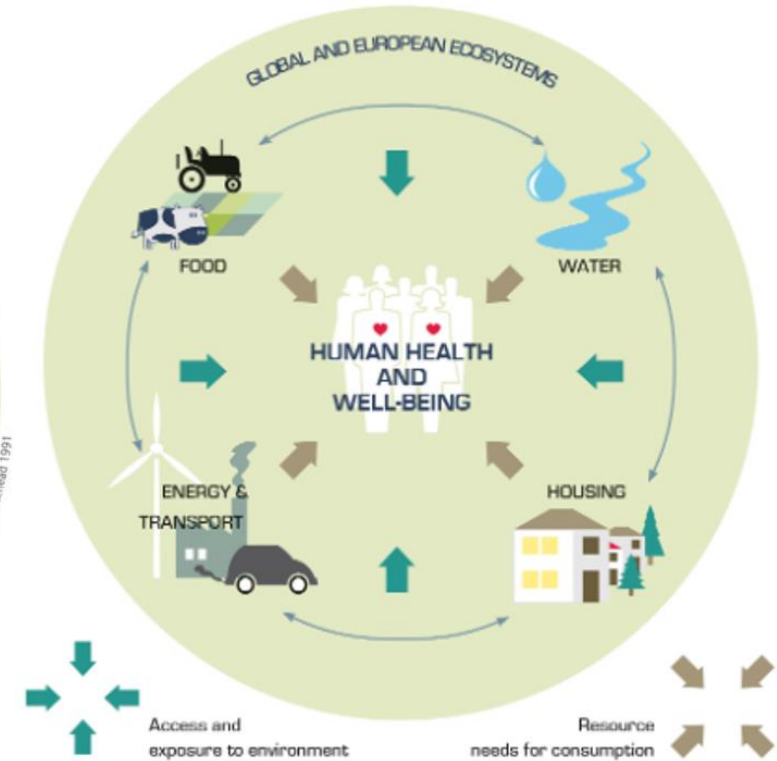 GLOBAL AND EUROPEAN ECOSYSTEMS
FOOD
WATER
HUMAN HEALTH
AND
WELL-BEING
ENERGY &
TRANSPORT
HOUSING
Access and
exposure to environment
Resource
needs for consumption
1991